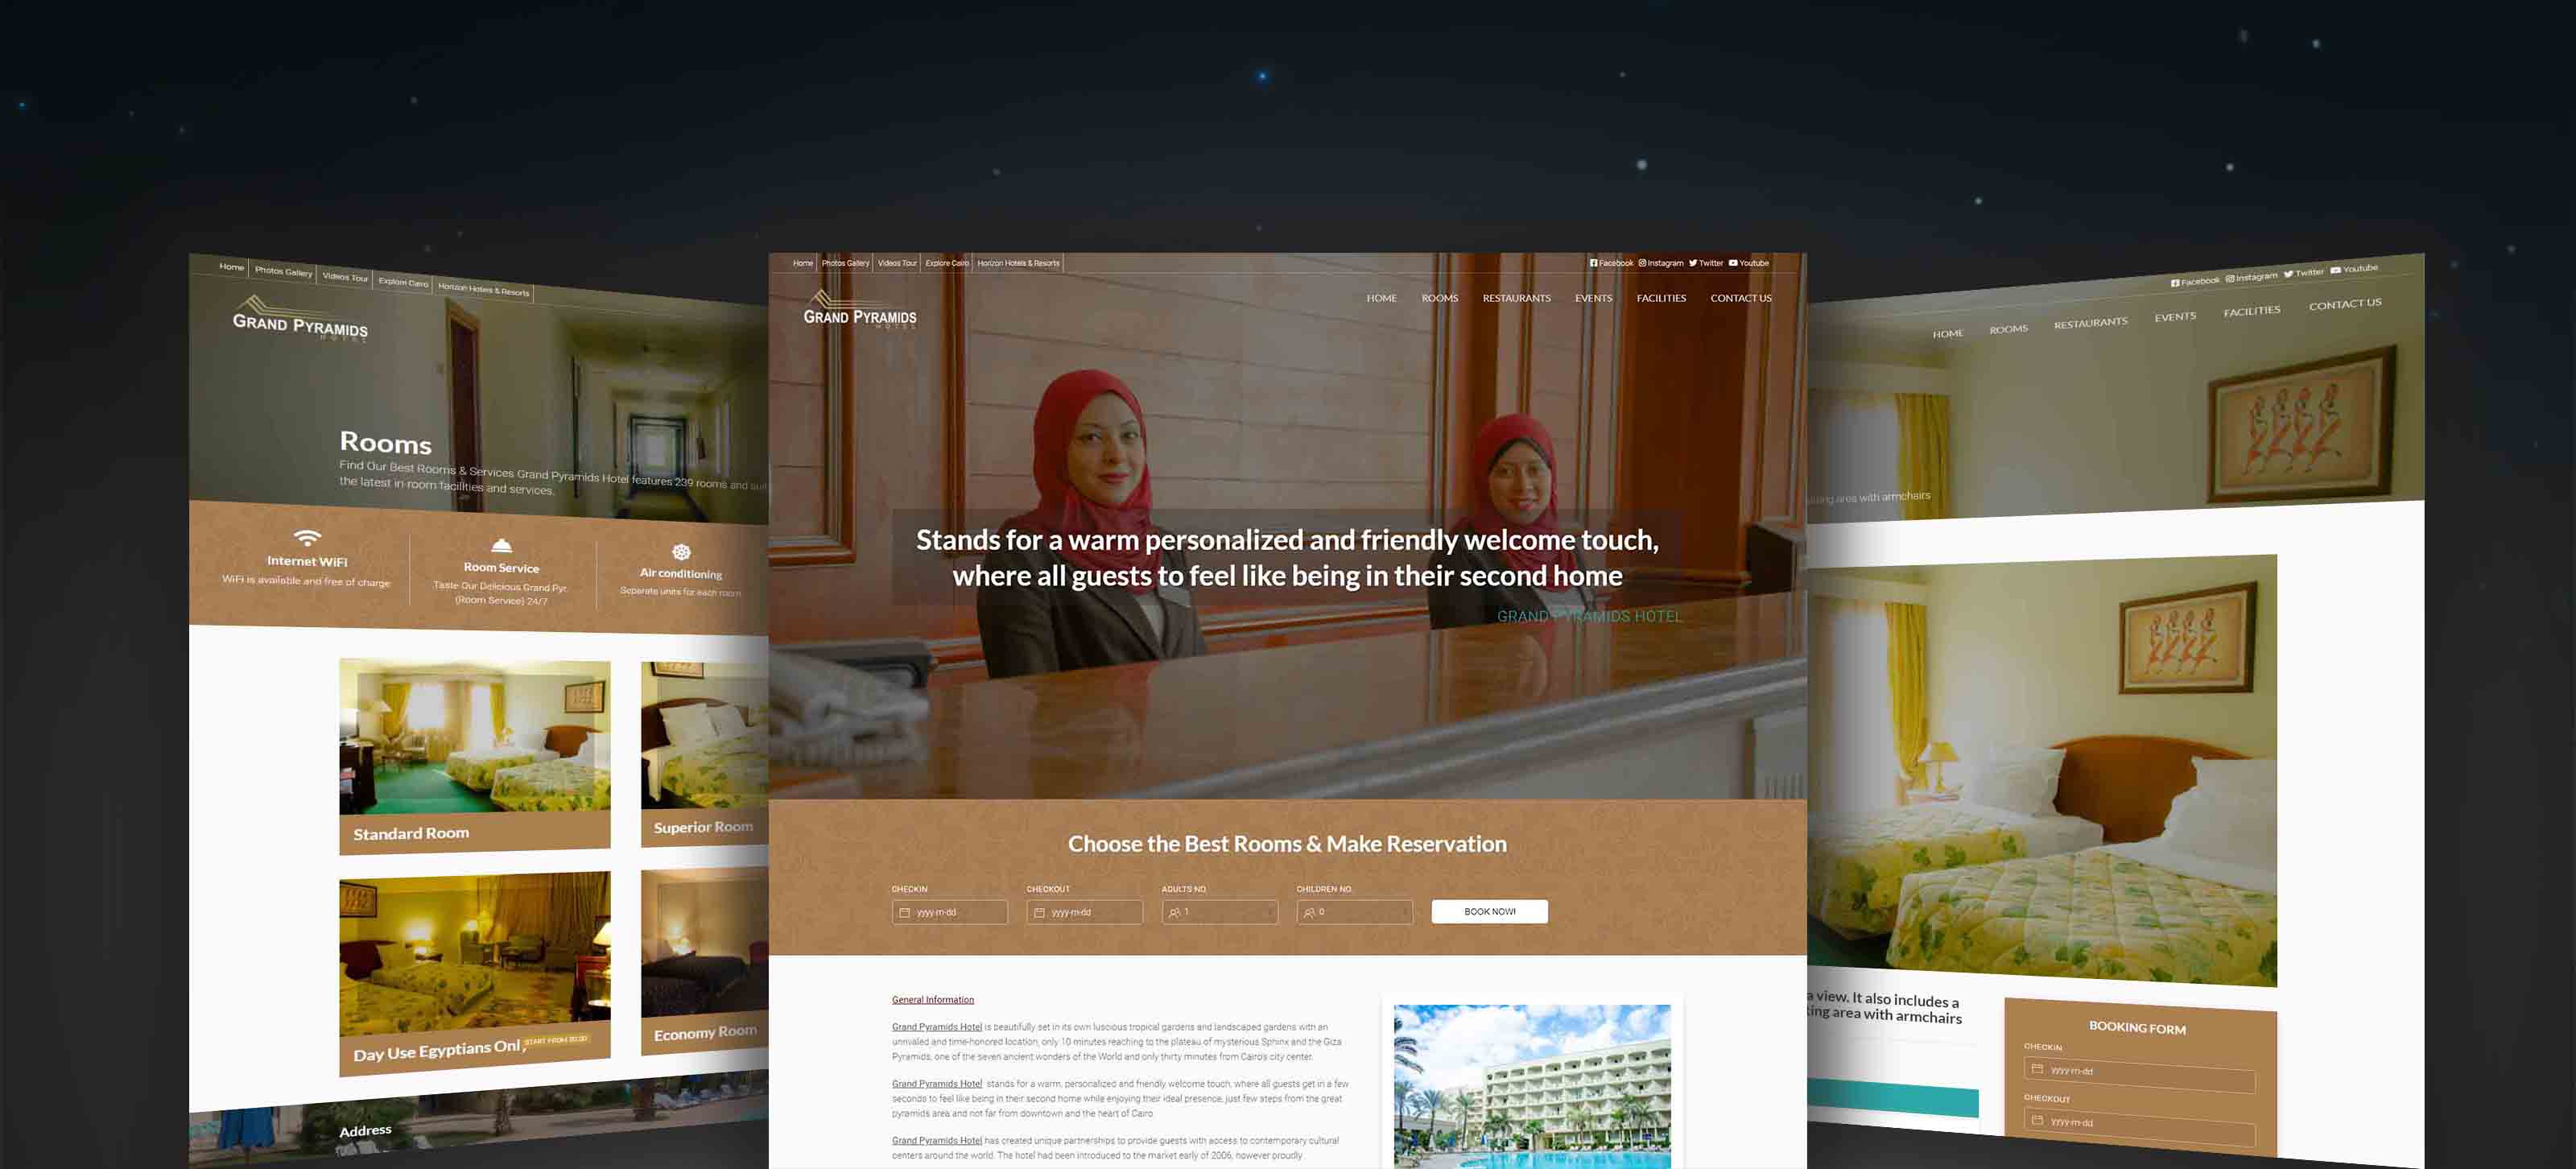 Home
Photos Gallery
Videos Tour
Explore Cairo
Horizon Hotels & Resorts
GRAND PYRAMIDS
HOTEL
Rooms
Find Our Best Rooms & Services Grand Pyramids Hotel features 239 rooms and
the latest in room facilities and services.
Internet WiFi
WiFi is available and free of charge
Room Service
Taste Our Delicious Grand Pyr.
(Room Service) 24/7
Air conditioning
Separate units for each room
Standard Room
Superior Room
Day Use Egyptians Onl
START FROM
Economy Room
Address
Home
Photos Gallery
Videos Tour
Explore Cairo
Horizon Hotels & Resorts
Facebook
Instagram
Twitter
Youtube
GRAND PYRAMIDS
HOTEL
HOME
ROOMS
RESTAURANTS
EVENTS
FACILITIES
CONTACT US
Stands for a warm personalized and friendly welcome touch,
where all guests to feel like being in their second home
GRAND PYRAMIDS HOTEL
Choose the Best Rooms & Make Reservation
CHECKIN
CHECKOUT
ADULTS NO.
CHILDREN NO.
yyyy-m-dd
yyyy-m-dd
1
0
BOOK NOW!
General Information
Grand Pyramids Hotel is beautifully set in its own luscious tropical gardens and landscaped gardens with an
unrivaled and time-honored location, only 10 minutes reaching to the plateau of mysterious Sphinx and the Giza
Pyramids, one of the seven ancient wonders of the World and only thirty minutes from Cairo's city center.
Grand Pyramids Hotel stands for a warm, personalized and friendly welcome touch, where all guests get in a few
seconds to feel like being in their second home while enjoying their ideal presence, just few steps from the great
pyramids area and not far from downtown and the heart of Cairo
Grand Pyramids Hotel has created unique partnerships to provide guests with access to contemporary cultural
centers around the world. The hotel had been introduced to the market early of 2006, however proudly
Facebook
Instagram
Twitter
Youtube
HOME
ROOMS
RESTAURANTS
EVENTS
FACILITIES
CONTACT US
area with armchairs
a view. It also includes a
ting area with armchairs
BOOKING FORM
CHECKIN
yyyy-m-dd
CHECKOUT
yyyy-m-dd